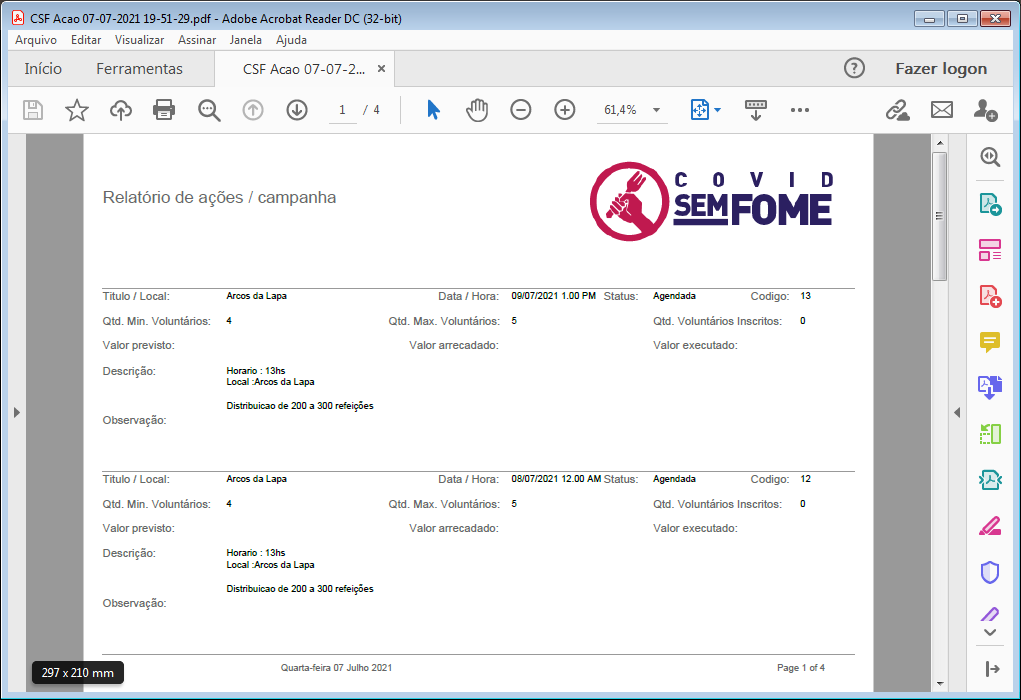 CSF Acao 07-07-2021 19-51-29.pdf - Adobe Acrobat Reader DC (32-bit)
Arquivo Editar Visualizar Assinar Janela Ajuda
Início Ferramentas CSF Acao 07-07-2... × ? Fazer logon
1 / 4 61,4%
Relatório de ações / campanha
COVID
SEMFOME
Titulo / Local: Arcos da Lapa Data / Hora: 09/07/2021 1.00 PM Status: Agendada Codigo: 13
Qtd. Min. Voluntários: 4 Qtd. Max. Voluntários: 5 Qtd. Voluntários Inscritos: 0
Valor previsto: Valor arrecadado: Valor executado:
Descrição: Horario : 13hs
Local :Arcos da Lapa
Distribuicao de 200 a 300 refeições
Observação:
Titulo / Local: Arcos da Lapa Data / Hora: 08/07/2021 12.00 AM Status: Agendada Codigo: 12
Qtd. Min. Voluntários: 4 Qtd. Max. Voluntários: 5 Qtd. Voluntários Inscritos: 0
Valor previsto: Valor arrecadado: Valor executado:
Descrição: Horario : 13hs
Local :Arcos da Lapa
Distribuicao de 200 a 300 refeições
Observação:
Quarta-feira 07 Julho 2021 Page 1 of 4
297 x 210 mm